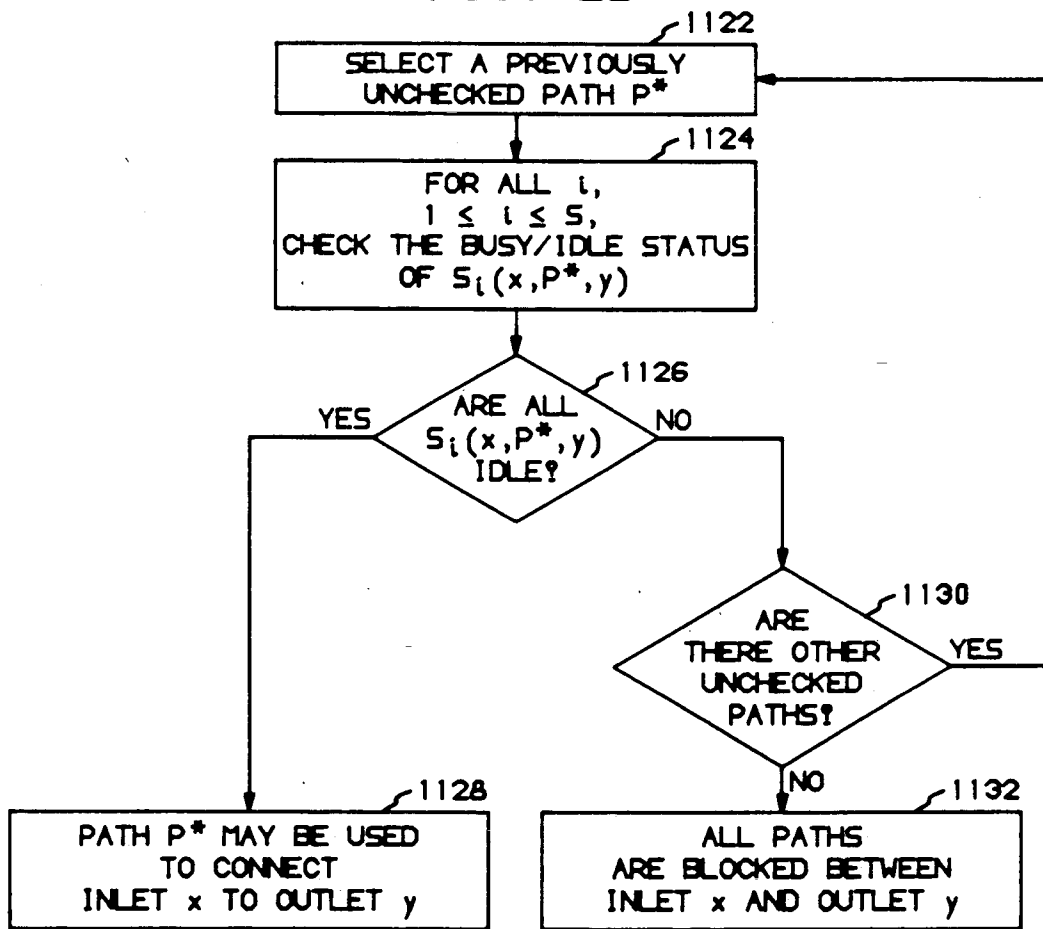 1122
SELECT A PREVIOUSLY
UNCHECKED PATH P*
1124
FOR ALL i,
1 ≤ i ≤ S,
CHECK THE BUSY/IDLE STATUS
OF Si(x,P*,y)
1126
YES
ARE ALL
Si(x,P*,y)
IDLE?
NO
1130
ARE
THERE OTHER
UNCHECKED
PATHS?
YES
NO
1128
PATH P* MAY BE USED
TO CONNECT
INLET x TO OUTLET y
1132
ALL PATHS
ARE BLOCKED BETWEEN
INLET x AND OUTLET y